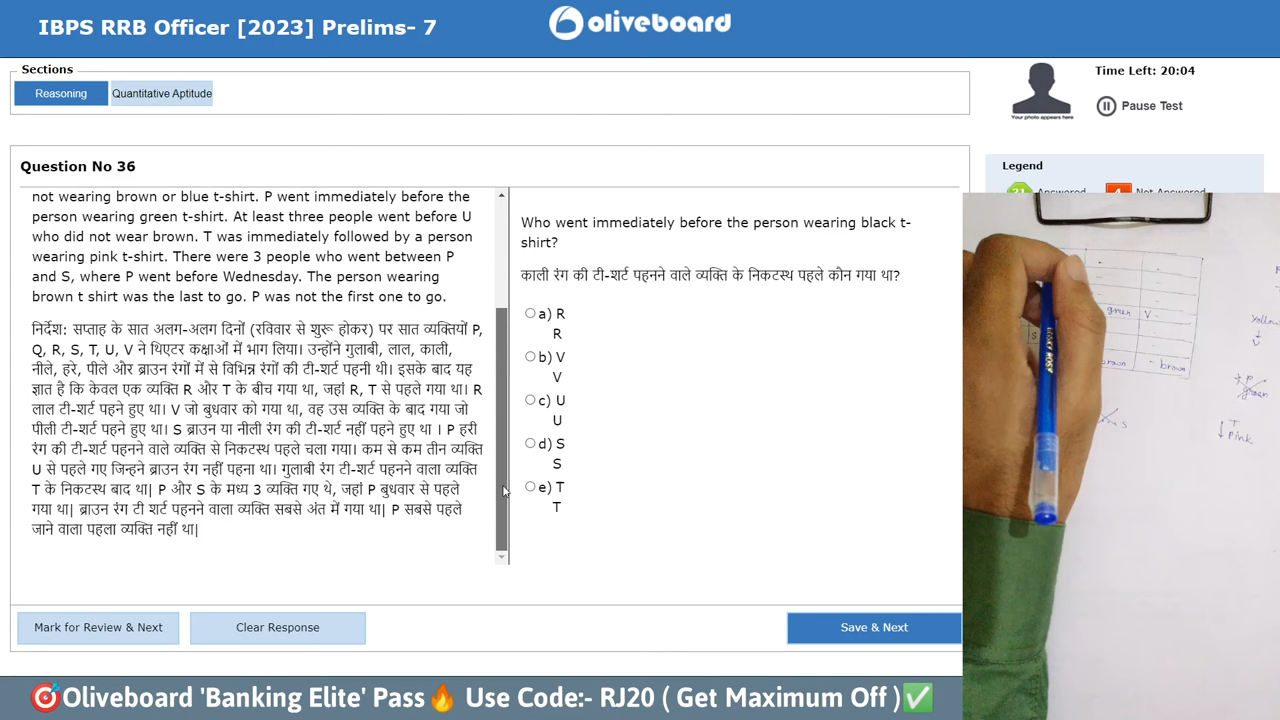 IBPS RRB Officer [2023] Prelims- 7
oliveboard
Sections
Reasoning
Quantitative Aptitude
Your photo appears here
Time Left: 20:04
Pause Test
Question No 36
Legend
not wearing brown or blue t-shirt. P went immediately before the
person wearing green t-shirt. At least three people went before U
who did not wear brown. T was immediately followed by a person
wearing pink t-shirt. There were 3 people who went between P
and S, where P went before Wednesday. The person wearing
brown t shirt was the last to go. P was not the first one to go.
निर्देश: सप्ताह के सात अलग-अलग दिनों (रविवार से शुरू होकर) पर सात व्यक्तियों P,
Q, R, S, T, U, V ने थिएटर कक्षाओं में भाग लिया। उन्होंने गुलाबी, लाल, काली,
नीले, हरे, पीले और ब्राउन रंगों में से विभिन्न रंगों की टी-शर्ट पहनी थी। इसके बाद यह
ज्ञात है कि केवल एक व्यक्ति R और T के बीच गया था, जहां R, T से पहले गया था। R
लाल टी-शर्ट पहने हुए था। V जो बुधवार को गया था, वह उस व्यक्ति के बाद गया जो
पीली टी-शर्ट पहने हुए था। S ब्राउन या नीली रंग की टी-शर्ट नहीं पहने हुए था । P हरी
रंग की टी-शर्ट पहनने वाले व्यक्ति से निकटस्थ पहले चला गया। कम से कम तीन व्यक्ति
U से पहले गए जिन्होंने ब्राउन रंग नहीं पहना था। गुलाबी रंग टी-शर्ट पहनने वाला व्यक्ति
T के निकटस्थ बाद था| P और S के मध्य 3 व्यक्ति गए थे, जहां P बुधवार से पहले
गया था| ब्राउन रंग टी शर्ट पहनने वाला व्यक्ति सबसे अंत में गया था| P सबसे पहले
जाने वाला पहला व्यक्ति नहीं था|
Who went immediately before the person wearing black t-
shirt?
काली रंग की टी-शर्ट पहनने वाले व्यक्ति के निकटस्थ पहले कौन गया था?
a) R
R
b) V
V
c) U
U
d) S
S
e) T
T
green V
brown
V
P
green
T
Pink
Mark for Review & Next
Clear Response
Save & Next
🎯Oliveboard 'Banking Elite' Pass🔥 Use Code:- RJ20 ( Get Maximum Off )✅